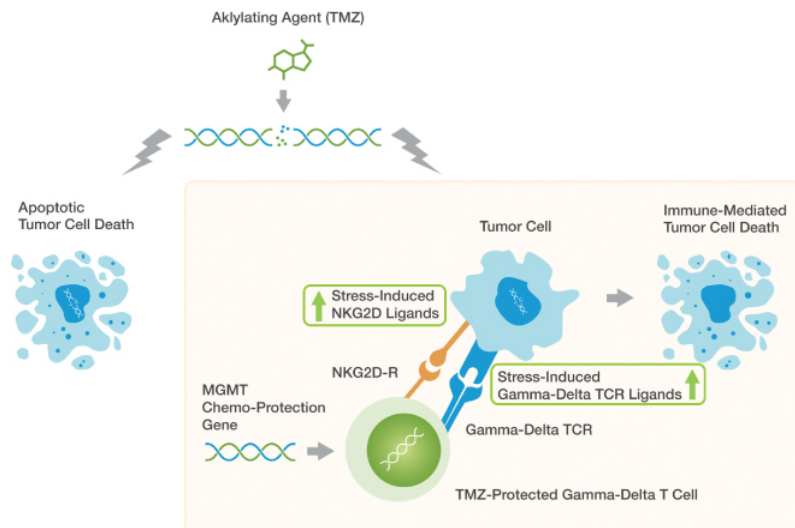 Aklylating Agent (TMZ)
Apoptotic
Tumor Cell Death
Tumor Cell
Immune-Mediated
Tumor Cell Death
Stress-Induced
NKG2D Ligands
NKG2D-R
Stress-Induced
Gamma-Delta TCR Ligands
MGMT
Chemo-Protection
Gene
Gamma-Delta TCR
TMZ-Protected Gamma-Delta T Cell